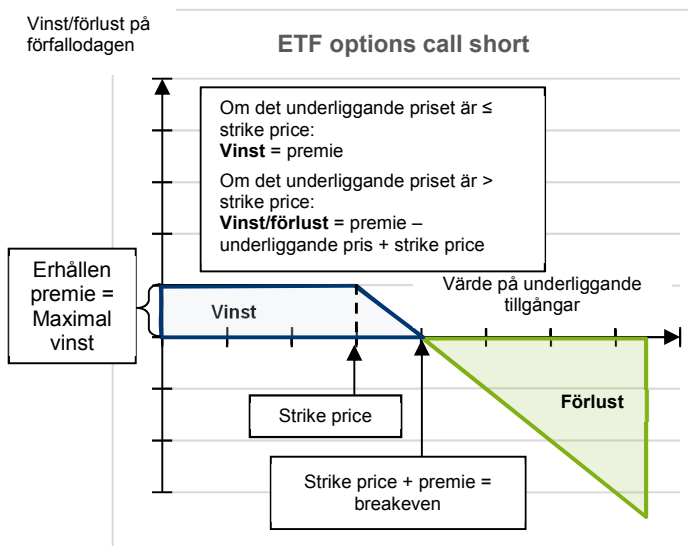 Vinst/förlust på
förfallodagen
ETF options call short
Om det underliggande priset är ≤
strike price:
Vinst = premie
Om det underliggande priset är >
strike price:
Vinst/förlust = premie –
underliggande pris + strike price
Erhållen
premie =
Maximal
vinst
Värde på underliggande
tillgångar
Vinst
Strike price
Förlust
Strike price + premie =
breakeven